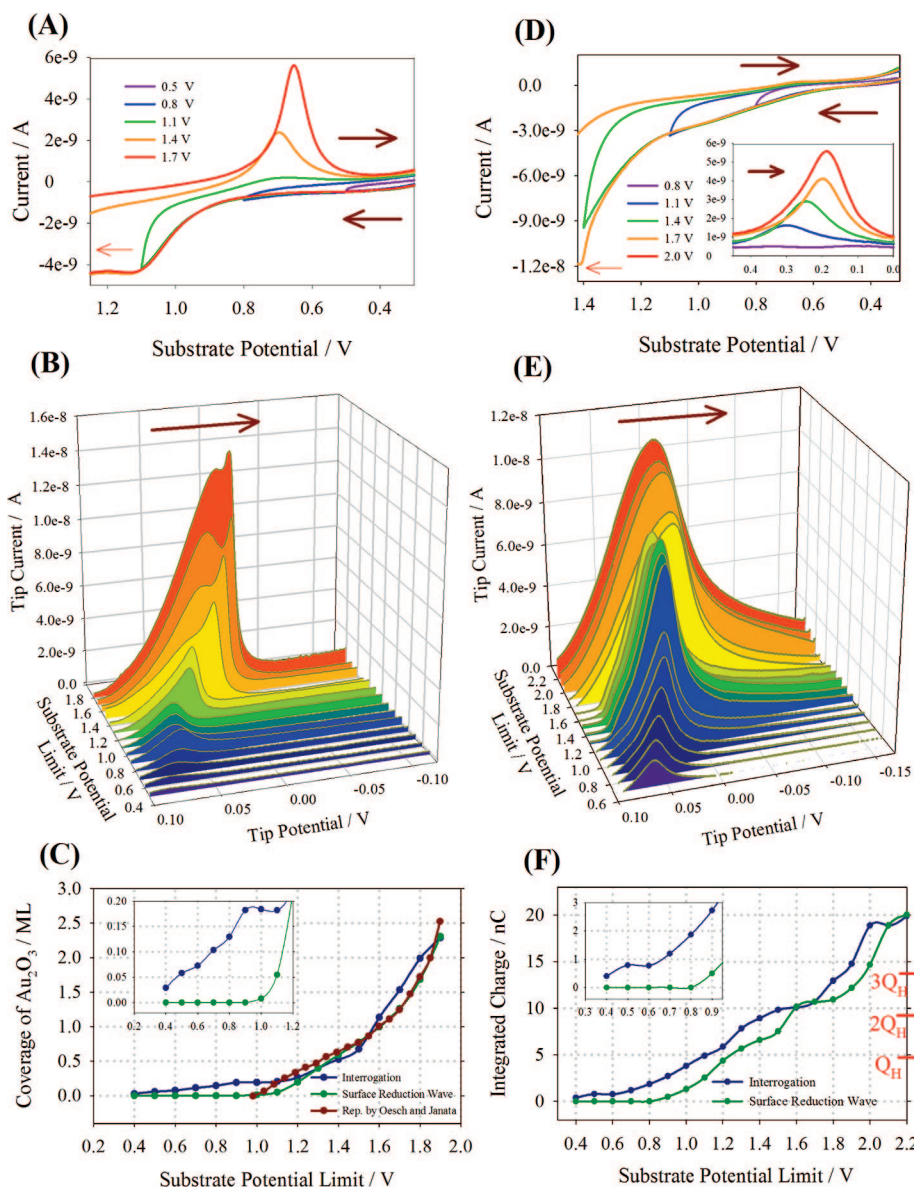 (A)
6e-9
4e-9
2e-9
0
-2e-9
-4e-9
Current / A
0.5 V
0.8 V
1.1 V
1.4 V
1.7 V
1.2 1.0 0.8 0.6 0.4
Substrate Potential / V
(D)
0.0
-3.0e-9
-6.0e-9
-9.0e-9
-1.2e-8
Current / A
0.8 V
1.1 V
1.4 V
1.7 V
2.0 V
6e-9
5e-9
4e-9
3e-9
2e-9
1e-9
0
0.4 0.3 0.2 0.1 0.0
1.4 1.2 1.0 0.8 0.6 0.4
Substrate Potential / V
(B)
1.6e-8
1.4e-8
1.2e-8
1.0e-8
8.0e-9
6.0e-9
4.0e-9
2.0e-9
0.0
Tip Current / A
1.8
1.6
1.4
1.2
1.0
0.8
0.6
0.4
Substrate Potential
Limit / V
0.10 0.05 0.00 -0.05 -0.10
Tip Potential / V
(E)
1.2e-8
1.0e-8
8.0e-9
6.0e-9
4.0e-9
2.0e-9
0.0
Tip Current / A
2.2
2.0
1.8
1.6
1.4
1.2
1.0
0.8
0.6
Substrate Potential
Limit / V
0.10 0.05 0.00 -0.05 -0.10 -0.15
Tip Potential / V
(C)
3.0
2.5
2.0
1.5
1.0
0.5
0.0
Coverage of Au2O3 / ML
0.20
0.15
0.10
0.05
0.00
0.2 0.4 0.6 0.8 1.0 1.2
Interrogation
Surface Reduction Wave
Rep. by Oesch and Janata
0.2 0.4 0.6 0.8 1.0 1.2 1.4 1.6 1.8 2.0
Substrate Potential Limit / V
(F)
20
15
10
5
0
Integrated Charge / nC
3
2
1
0
0.3 0.4 0.5 0.6 0.7 0.8 0.9
3QH
2QH
QH
Interrogation
Surface Reduction Wave
0.4 0.6 0.8 1.0 1.2 1.4 1.6 1.8 2.0 2.2
Substrate Potential Limit / V